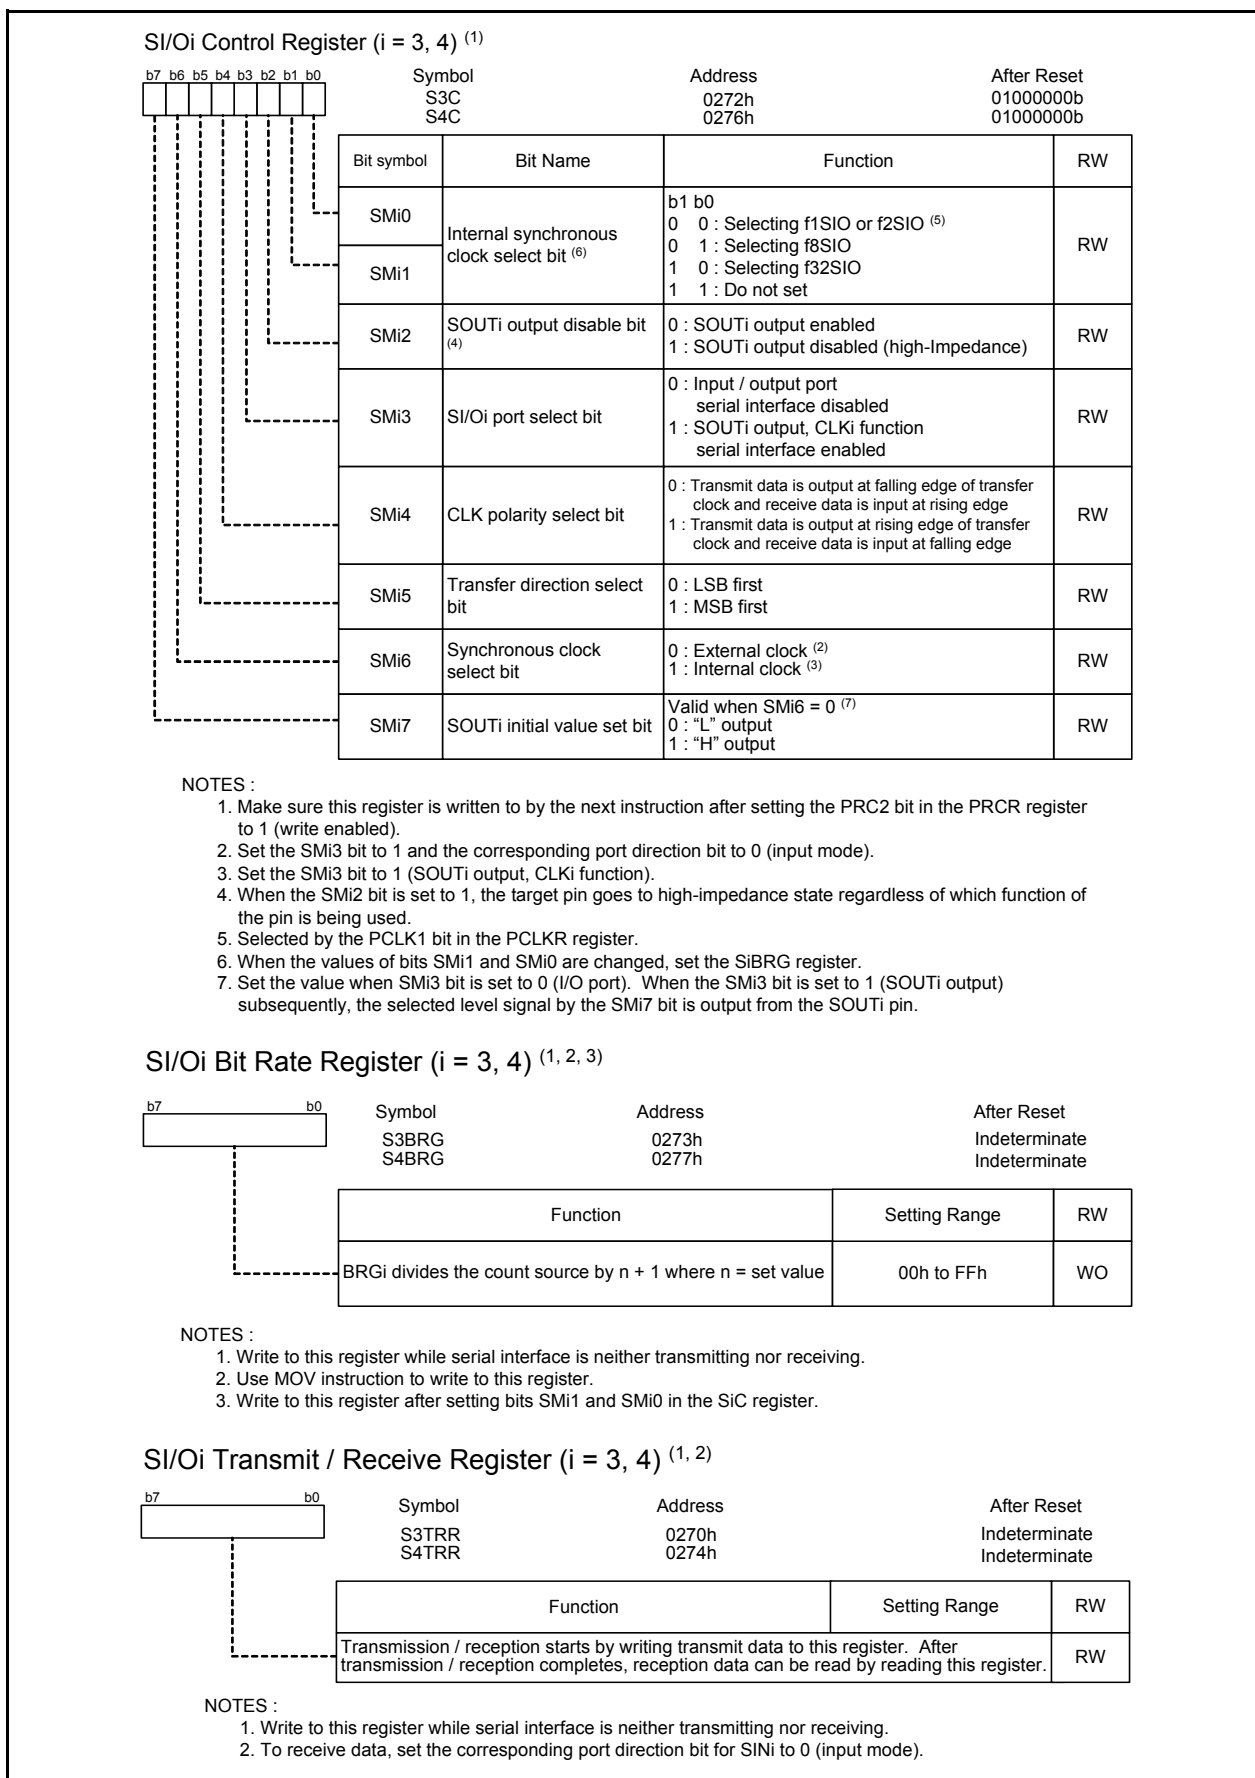 SI/Oi Control Register (i = 3, 4) (1)
b7 b6 b5 b4 b3 b2 b1 b0
Symbol Address After Reset
S3C 0272h 01000000b
S4C 0276h 01000000b
Bit symbol Bit Name Function RW
SMi0
SMi1
Internal synchronous
clock select bit (6)
b1 b0
0 0 : Selecting f1SIO or f2SIO (5)
0 1 : Selecting f8SIO
1 0 : Selecting f32SIO
1 1 : Do not set
RW
SMi2
SOUTi output disable bit
(4)
0 : SOUTi output enabled
1 : SOUTi output disabled (high-Impedance)
RW
SMi3
SI/Oi port select bit
0 : Input / output port
serial interface disabled
1 : SOUTi output, CLKi function
serial interface enabled
RW
SMi4
CLK polarity select bit
0 : Transmit data is output at falling edge of transfer
clock and receive data is input at rising edge
1 : Transmit data is output at rising edge of transfer
clock and receive data is input at falling edge
RW
SMi5
Transfer direction select
bit
0 : LSB first
1 : MSB first
RW
SMi6
Synchronous clock
select bit
0 : External clock (2)
1 : Internal clock (3)
RW
SMi7
SOUTi initial value set bit
Valid when SMi6 = 0 (7)
0 : “L” output
1 : “H” output
RW
NOTES :
1. Make sure this register is written to by the next instruction after setting the PRC2 bit in the PRCR register
to 1 (write enabled).
2. Set the SMi3 bit to 1 and the corresponding port direction bit to 0 (input mode).
3. Set the SMi3 bit to 1 (SOUTi output, CLKi function).
4. When the SMi2 bit is set to 1, the target pin goes to high-impedance state regardless of which function of
the pin is being used.
5. Selected by the PCLK1 bit in the PCLKR register.
6. When the values of bits SMi1 and SMi0 are changed, set the SiBRG register.
7. Set the value when SMi3 bit is set to 0 (I/O port). When the SMi3 bit is set to 1 (SOUTi output)
subsequently, the selected level signal by the SMi7 bit is output from the SOUTi pin.
SI/Oi Bit Rate Register (i = 3, 4) (1, 2, 3)
b7 b0
Symbol Address After Reset
S3BRG 0273h Indeterminate
S4BRG 0277h Indeterminate
Function Setting Range RW
BRGi divides the count source by n + 1 where n = set value 00h to FFh WO
NOTES :
1. Write to this register while serial interface is neither transmitting nor receiving.
2. Use MOV instruction to write to this register.
3. Write to this register after setting bits SMi1 and SMi0 in the SiC register.
SI/Oi Transmit / Receive Register (i = 3, 4) (1, 2)
b7 b0
Symbol Address After Reset
S3TRR 0270h Indeterminate
S4TRR 0274h Indeterminate
Function Setting Range RW
Transmission / reception starts by writing transmit data to this register. After
transmission / reception completes, reception data can be read by reading this register.
RW
NOTES :
1. Write to this register while serial interface is neither transmitting nor receiving.
2. To receive data, set the corresponding port direction bit for SINi to 0 (input mode).